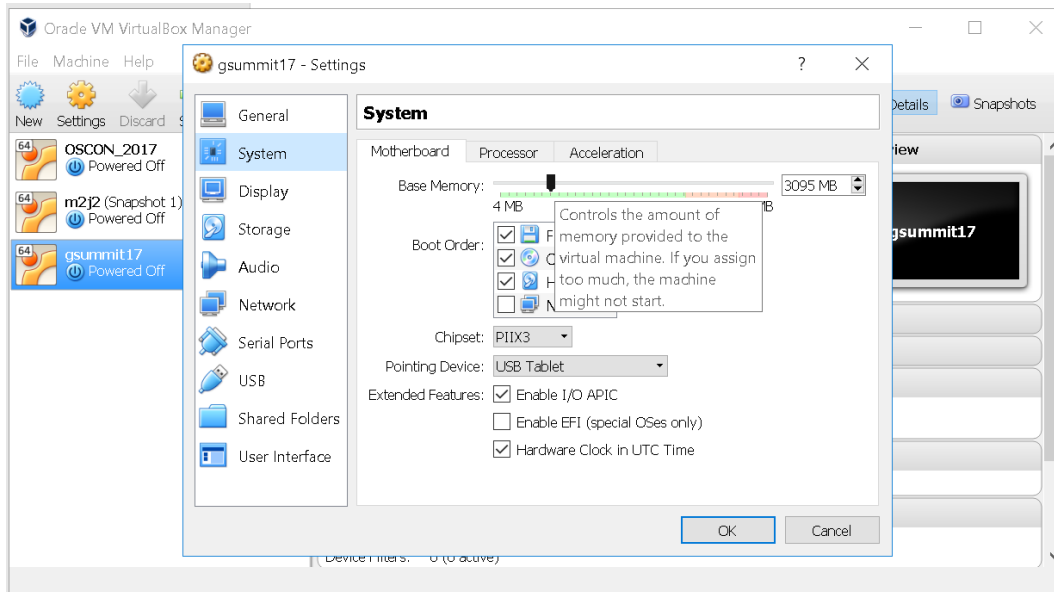 Oracle VM VirtualBox Manager
File Machine Help
New Settings Discard
Details Snapshots
64 OSCON_2017
Powered Off
64 m2j2 (Snapshot 1)
Powered Off
64 gsummit17
Powered Off
gsummit17
gsummit17 - Settings ?
General
System
Display
Storage
Audio
Network
Serial Ports
USB
Shared Folders
User Interface
System
Motherboard Processor Acceleration
Base Memory: 3095 MB
4 MB MB
Controls the amount of
memory provided to the
virtual machine. If you assign
too much, the machine
might not start.
Boot Order:
Chipset: PIIX3
Pointing Device: USB Tablet
Extended Features: Enable I/O APIC
Enable EFI (special OSes only)
Hardware Clock in UTC Time
OK Cancel
Device Filters: 0 (0 active)